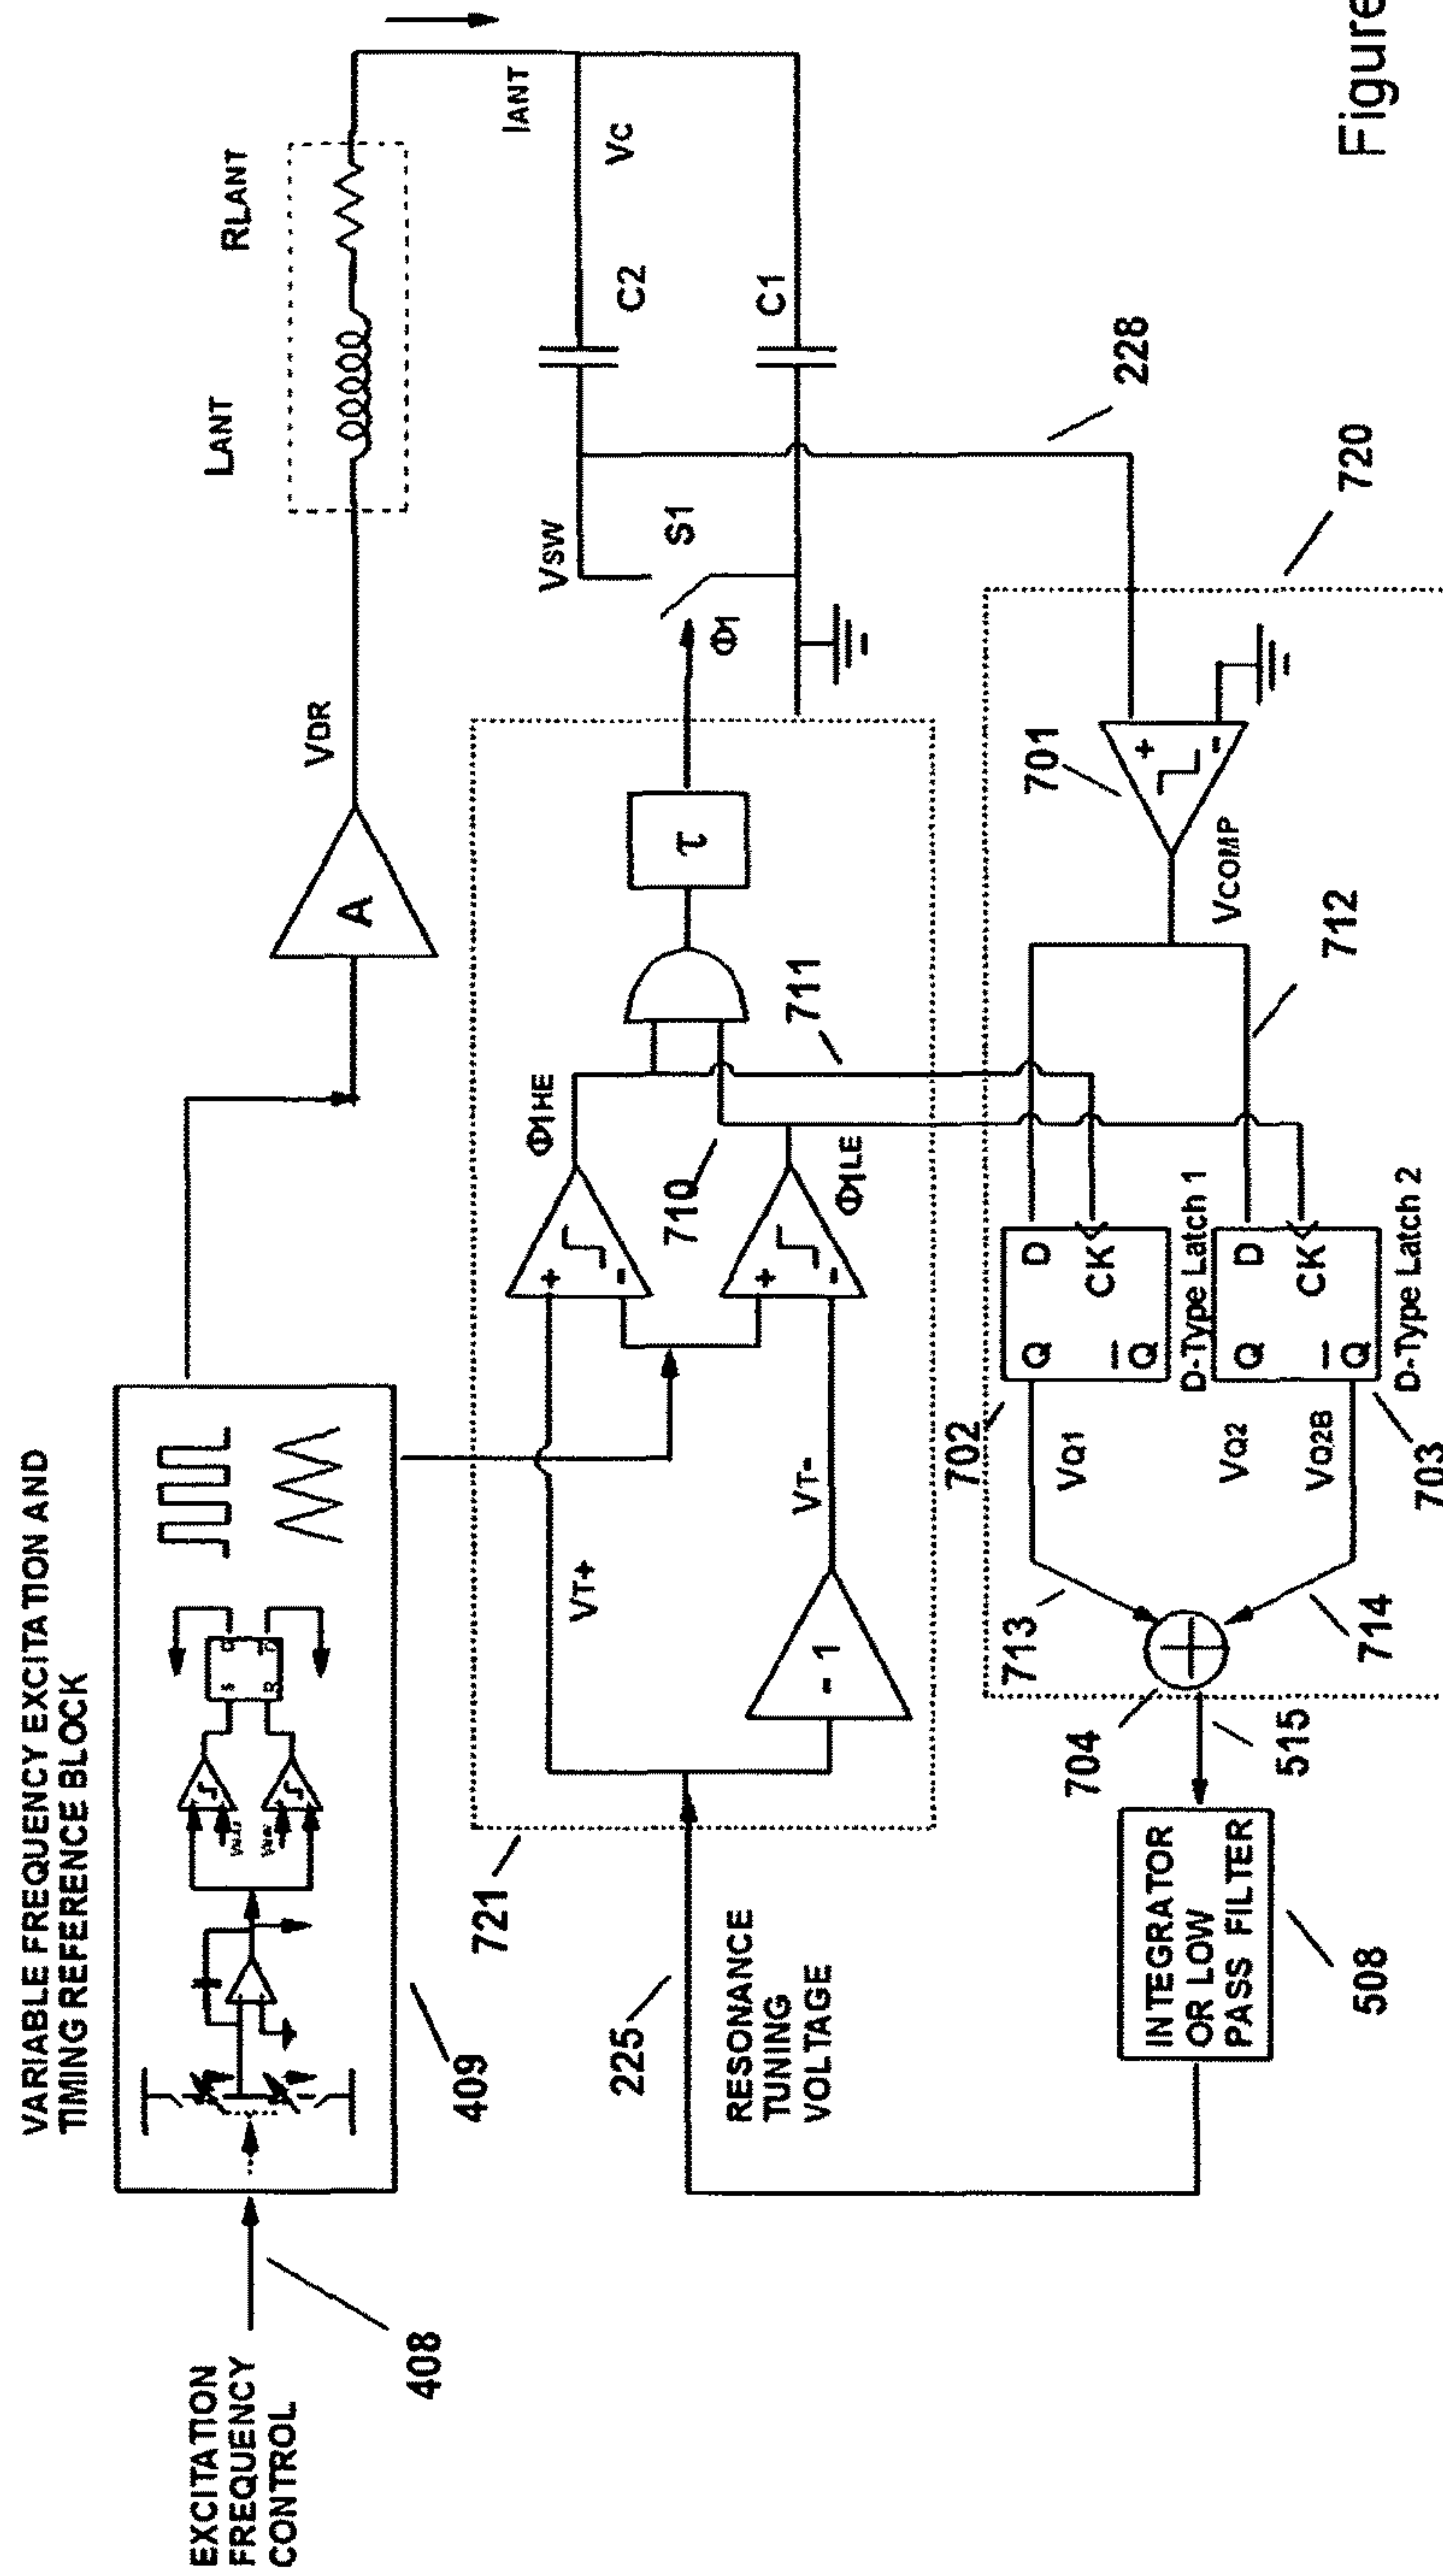 VARIABLE FREQUENCY EXCITATION AND
TIMING REFERENCE BLOCK
EXCITATION
FREQUENCY
CONTROL
408
409
S
R
Q
Q
A
VDR
LANT
RLANT
IANT
VC
C2
C1
228
VSW
S1
Φ1
721
225
RESONANCE
TUNING
VOLTAGE
VT+
VT-
- 1
+
-
+
-
Φ1HE
Φ1LE
710
711
τ
720
701
+
-
VCOMP
712
702
Q
D
CK
Q
D-Type Latch 1
Q
D
CK
Q
D-Type Latch 2
703
VQ1
VQ2
VQ2B
713
714
704
515
INTEGRATOR
OR LOW
PASS FILTER
508
Figure